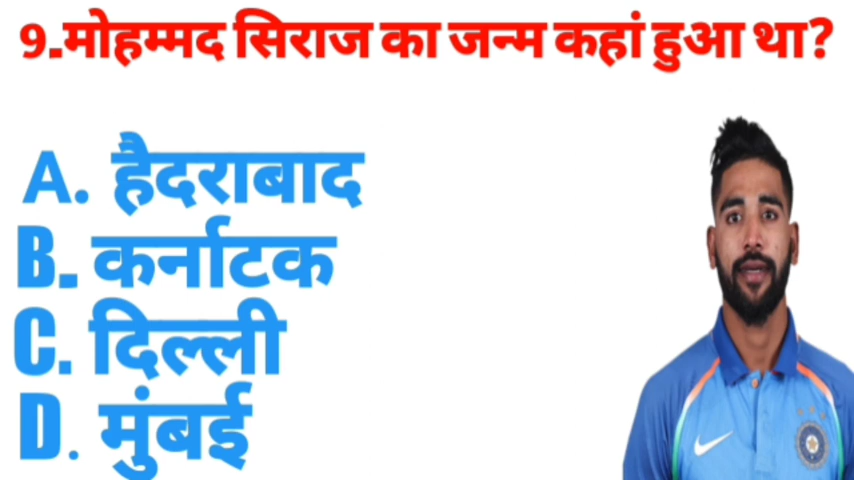 9.मोहम्मद सिराज का जन्म कहां हुआ था?
A. हैदराबाद
B. कर्नाटक
C. दिल्ली
D. मुंबई